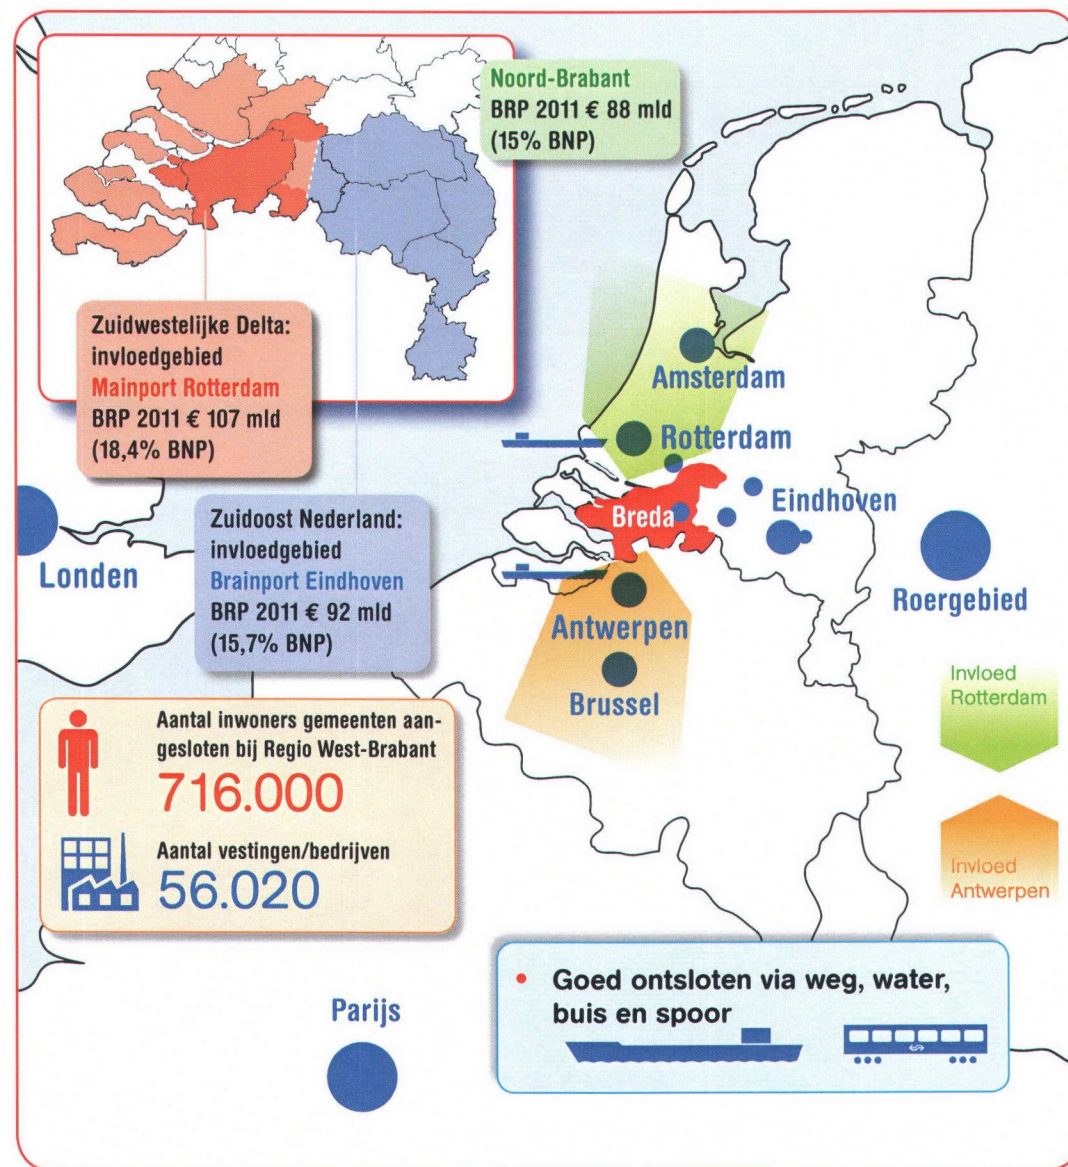 Noord-Brabant
BRP 2011 € 88 mld
(15% BNP)
Zuidwestelijke Delta:
invloedgebied
Mainport Rotterdam
BRP 2011 € 107 mld
(18,4% BNP)
Zuidoost Nederland:
invloedgebied
Brainport Eindhoven
BRP 2011 € 92 mld
(15,7% BNP)
Amsterdam
Rotterdam
Breda
Eindhoven
Londen
Roergebied
Antwerpen
Brussel
Invloed
Rotterdam
Invloed
Antwerpen
Aantal inwoners gemeenten aan-
gesloten bij Regio West-Brabant
716.000
Aantal vestingen/bedrijven
56.020
• Goed ontsloten via weg, water,
buis en spoor
Parijs